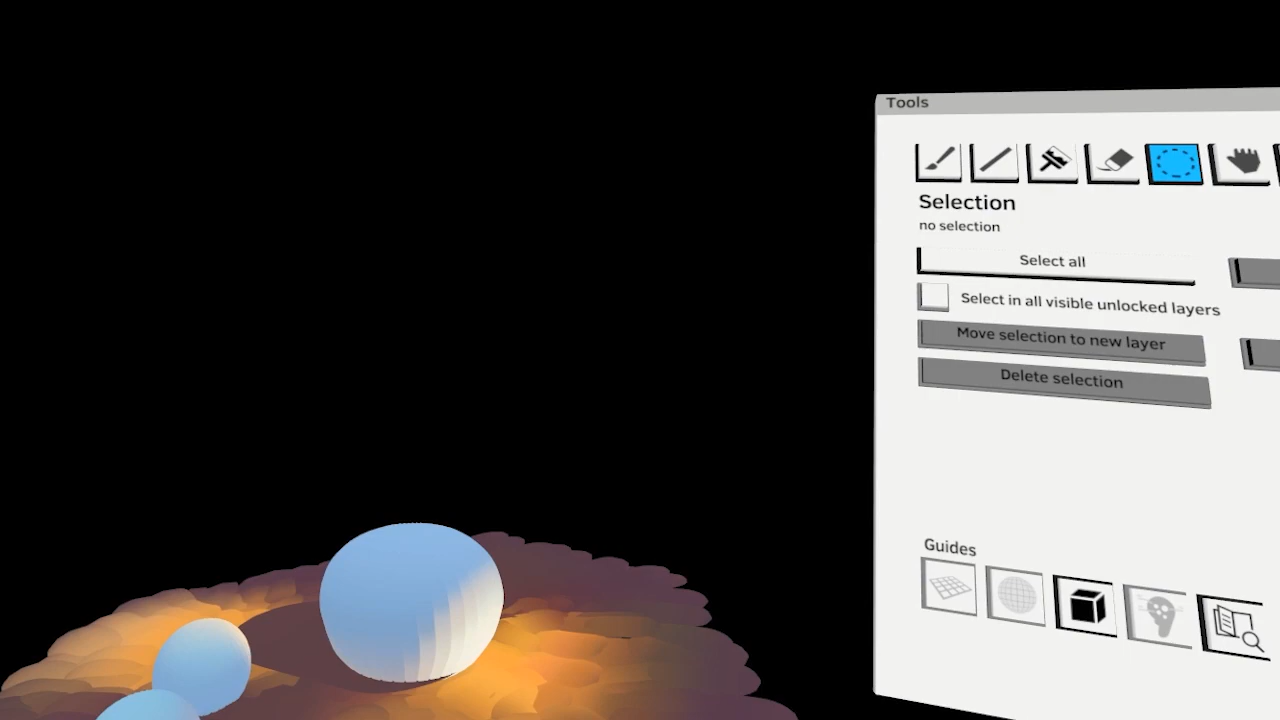 Tools
Selection
no selection
Select all
Select in all visible unlocked layers
Move selection to new layer
Delete selection
Guides